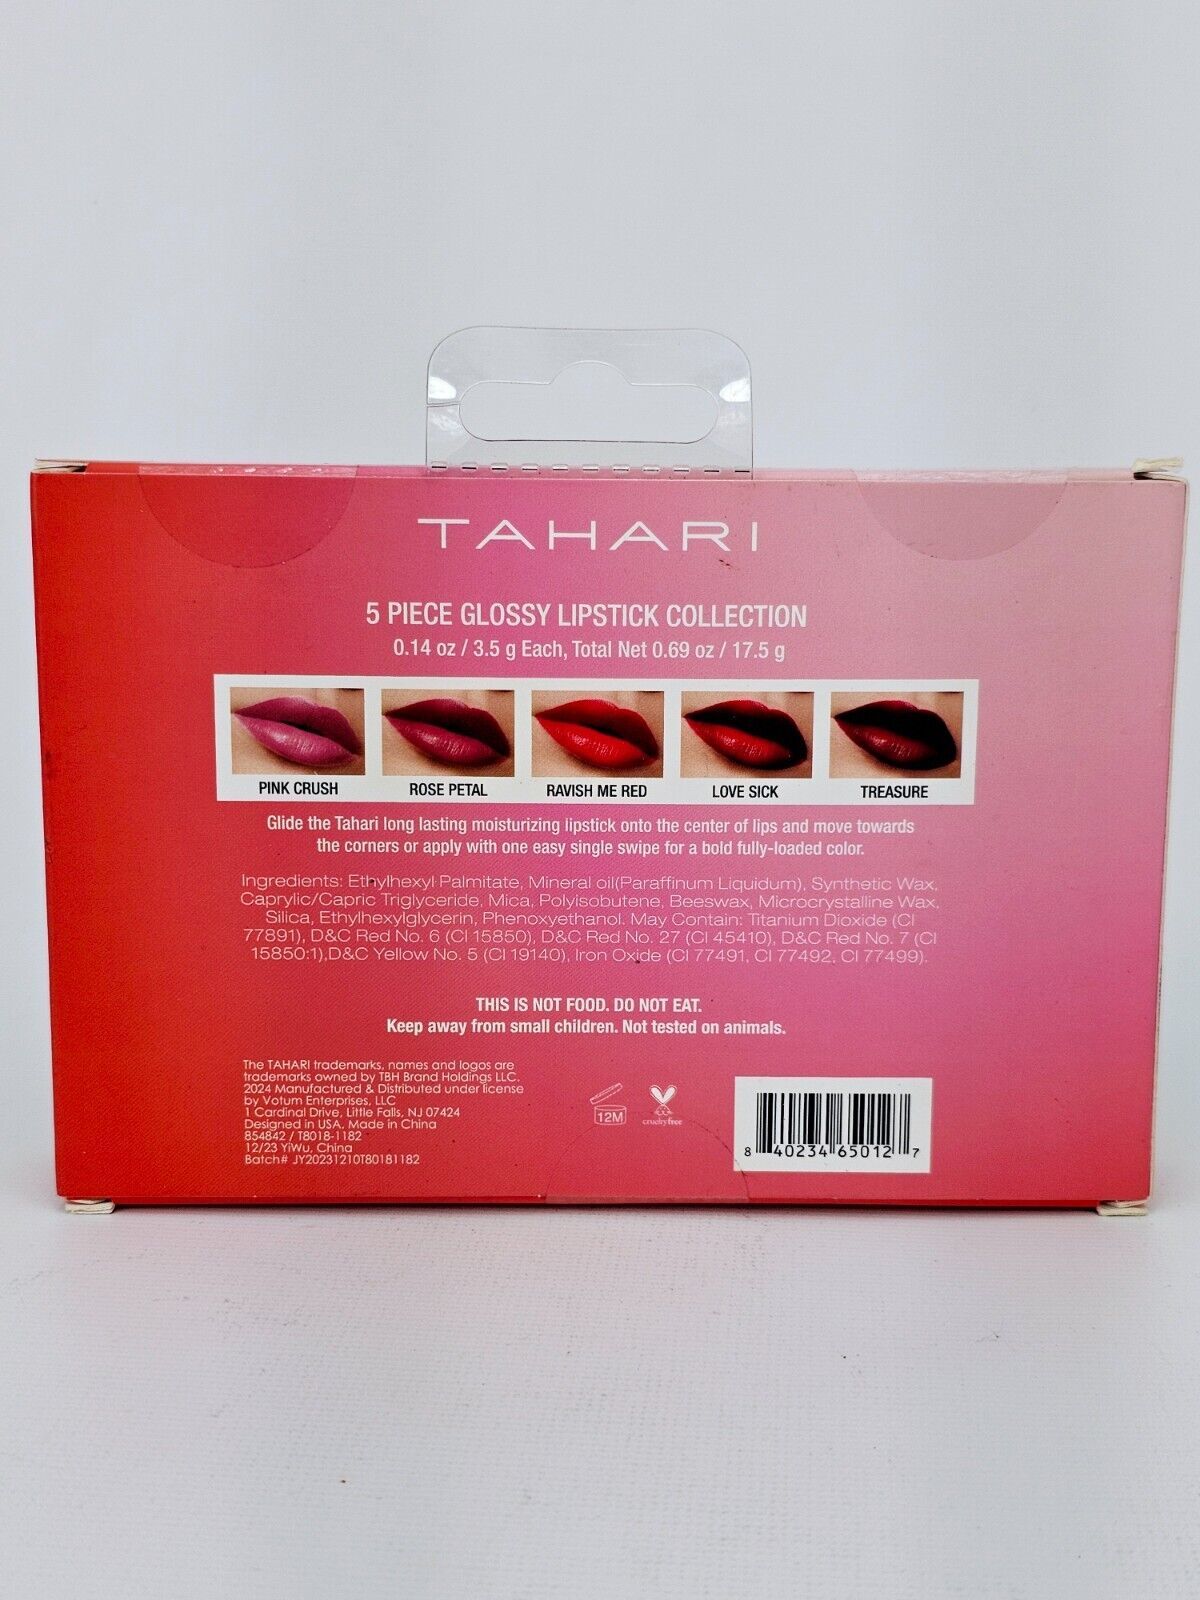 TAHARI
5 PIECE GLOSSY LIPSTICK COLLECTION
0.14 oz / 3.5 g Each, Total Net 0.69 oz / 17.5 g
PINK CRUSH
ROSE PETAL
RAVISH ME RED
LOVE SICK
TREASURE
Glide the Tahari long lasting moisturizing lipstick onto the center of lips and move towards
the corners or apply with one easy single swipe for a bold fully-loaded color.
Ingredients: Ethylhexyl Palmitate, Mineral oil(Paraffinum Liquidum), Synthetic Wax,
Caprylic/Capric Triglyceride, Mica, Polyisobutene, Beeswax, Microcrystalline Wax,
Silica, Ethylhexylglycerin, Phenoxyethanol. May Contain: Titanium Dioxide (CI
77891), D&C Red No. 6 (CI 15850), D&C Red No. 27 (CI 45410), D&C Red No. 7 (CI
15850:1),D&C Yellow No. 5 (CI 19140), Iron Oxide (CI 77491, CI 77492, CI 77499).
THIS IS NOT FOOD. DO NOT EAT.
Keep away from small children. Not tested on animals.
The TAHARI trademarks, names and logos are
trademarks owned by TBH Brand Holdings LLC.
2024 Manufactured & Distributed under license
by Votum Enterprises, LLC
1 Cardinal Drive, Little Falls, NJ 07424
Designed in USA, Made in China
854842 / T8018-1182
12/23 YiWu, China
Batch# JY20231210T80181182
12M
crueltyfree
8 40234 65012 7